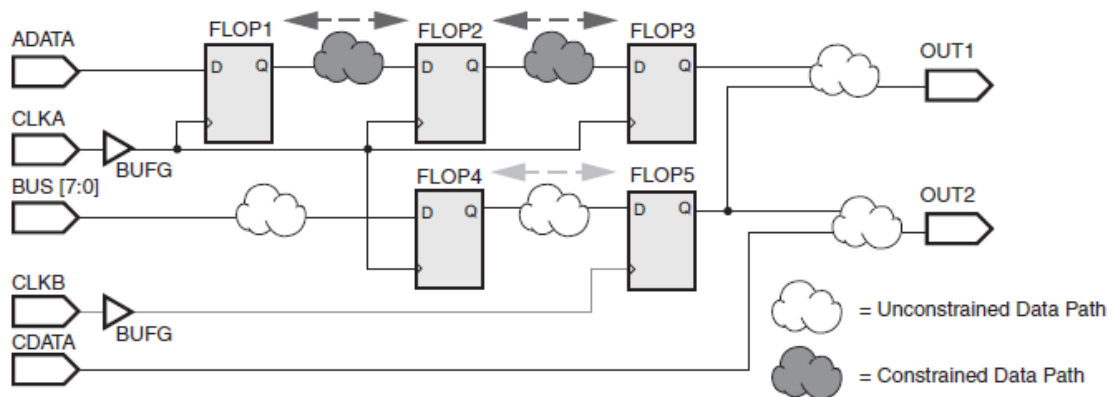 FLOP1
FLOP2
FLOP3
ADATA
OUT1
D Q
D Q
D Q
CLKA
BUFG
BUS [7:0]
FLOP4
FLOP5
OUT2
D Q
D Q
CLKB
BUFG
CDATA
= Unconstrained Data Path
= Constrained Data Path